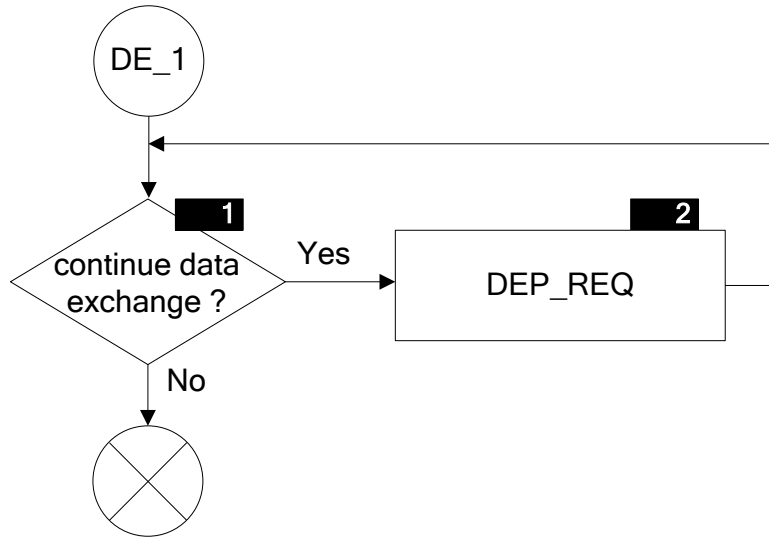 DE_1
1
continue data
exchange ?
Yes
2
DEP_REQ
No